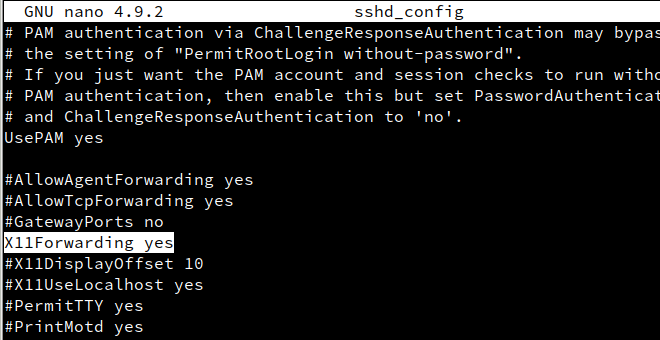 GNU nano 4.9.2 sshd_config
# PAM authentication via ChallengeResponseAuthentication may bypas
# the setting of "PermitRootLogin without-password".
# If you just want the PAM account and session checks to run witho
# PAM authentication, then enable this but set PasswordAuthenticat
# and ChallengeResponseAuthentication to 'no'.
UsePAM yes
#AllowAgentForwarding yes
#AllowTcpForwarding yes
#GatewayPorts no
X11Forwarding yes
#X11DisplayOffset 10
#X11UseLocalhost yes
#PermitTTY yes
#PrintMotd yes